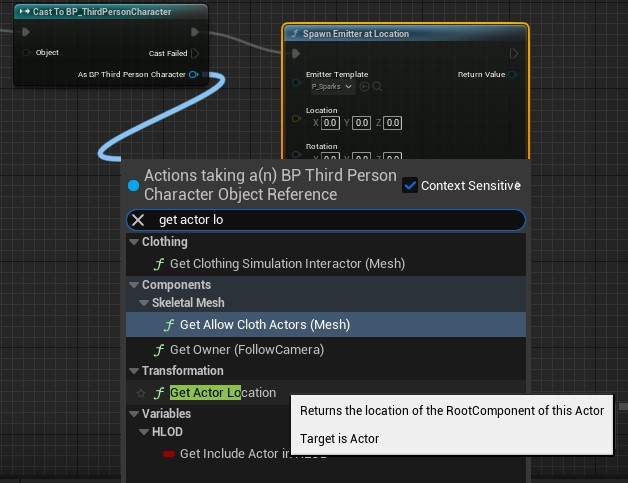 Cast To BP_ThirdPersonCharacter
Object
Cast Failed
As BP Third Person Character
Spawn Emitter at Location
Emitter Template
Return Value
P_Sparks
Location
X 0.0 Y 0.0 Z 0.0
Rotation
Actions taking a(n) BP Third Person
Character Object Reference
Context Sensitive
get actor lo
Clothing
Get Clothing Simulation Interactor (Mesh)
Components
Skeletal Mesh
Get Allow Cloth Actors (Mesh)
Get Owner (FollowCamera)
Transformation
Get Actor Location
Returns the location of the RootComponent of this Actor
Target is Actor
Variables
HLOD
Get Include Actor in